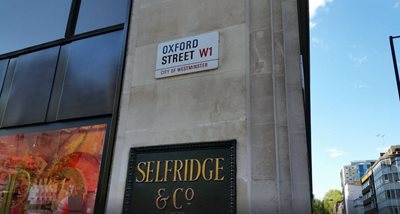 OXFORD
STREET W1
CITY OF WESTMINSTER
SELFRIDGE
& Co